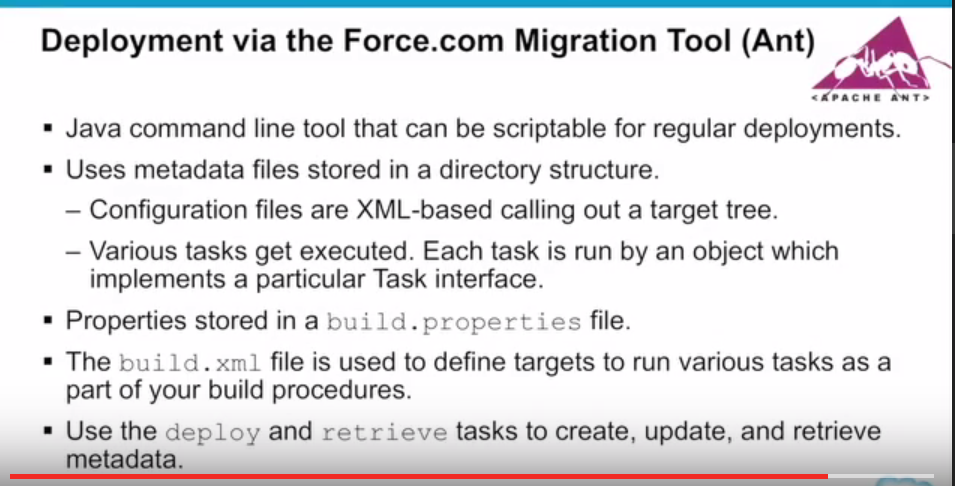 Deployment via the Force.com Migration Tool (Ant)
<APACHE ANT>
▪ Java command line tool that can be scriptable for regular deployments.
▪ Uses metadata files stored in a directory structure.
– Configuration files are XML-based calling out a target tree.
– Various tasks get executed. Each task is run by an object which
implements a particular Task interface.
▪ Properties stored in a build.properties file.
▪ The build.xml file is used to define targets to run various tasks as a
part of your build procedures.
▪ Use the deploy and retrieve tasks to create, update, and retrieve
metadata.